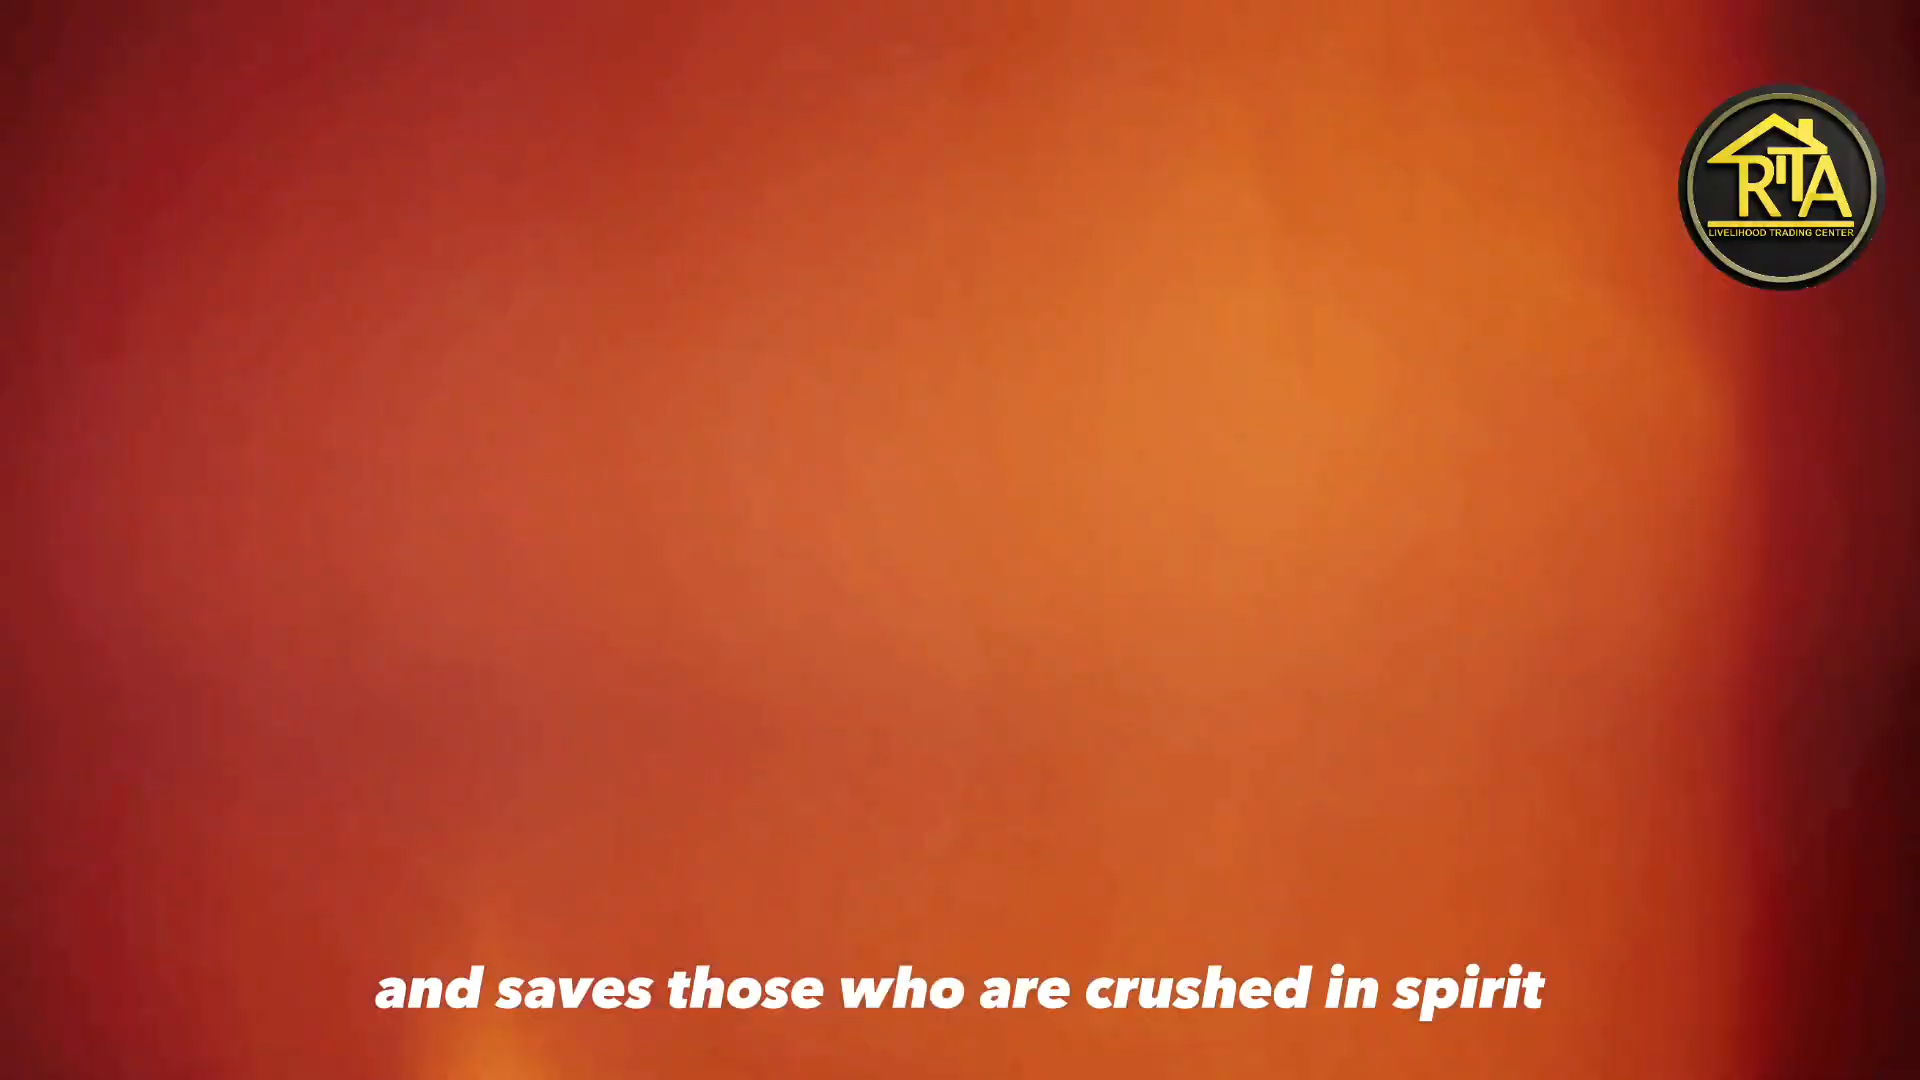 RITA
LIVELIHOOD TRADING CENTER
and saves those who are crushed in spirit